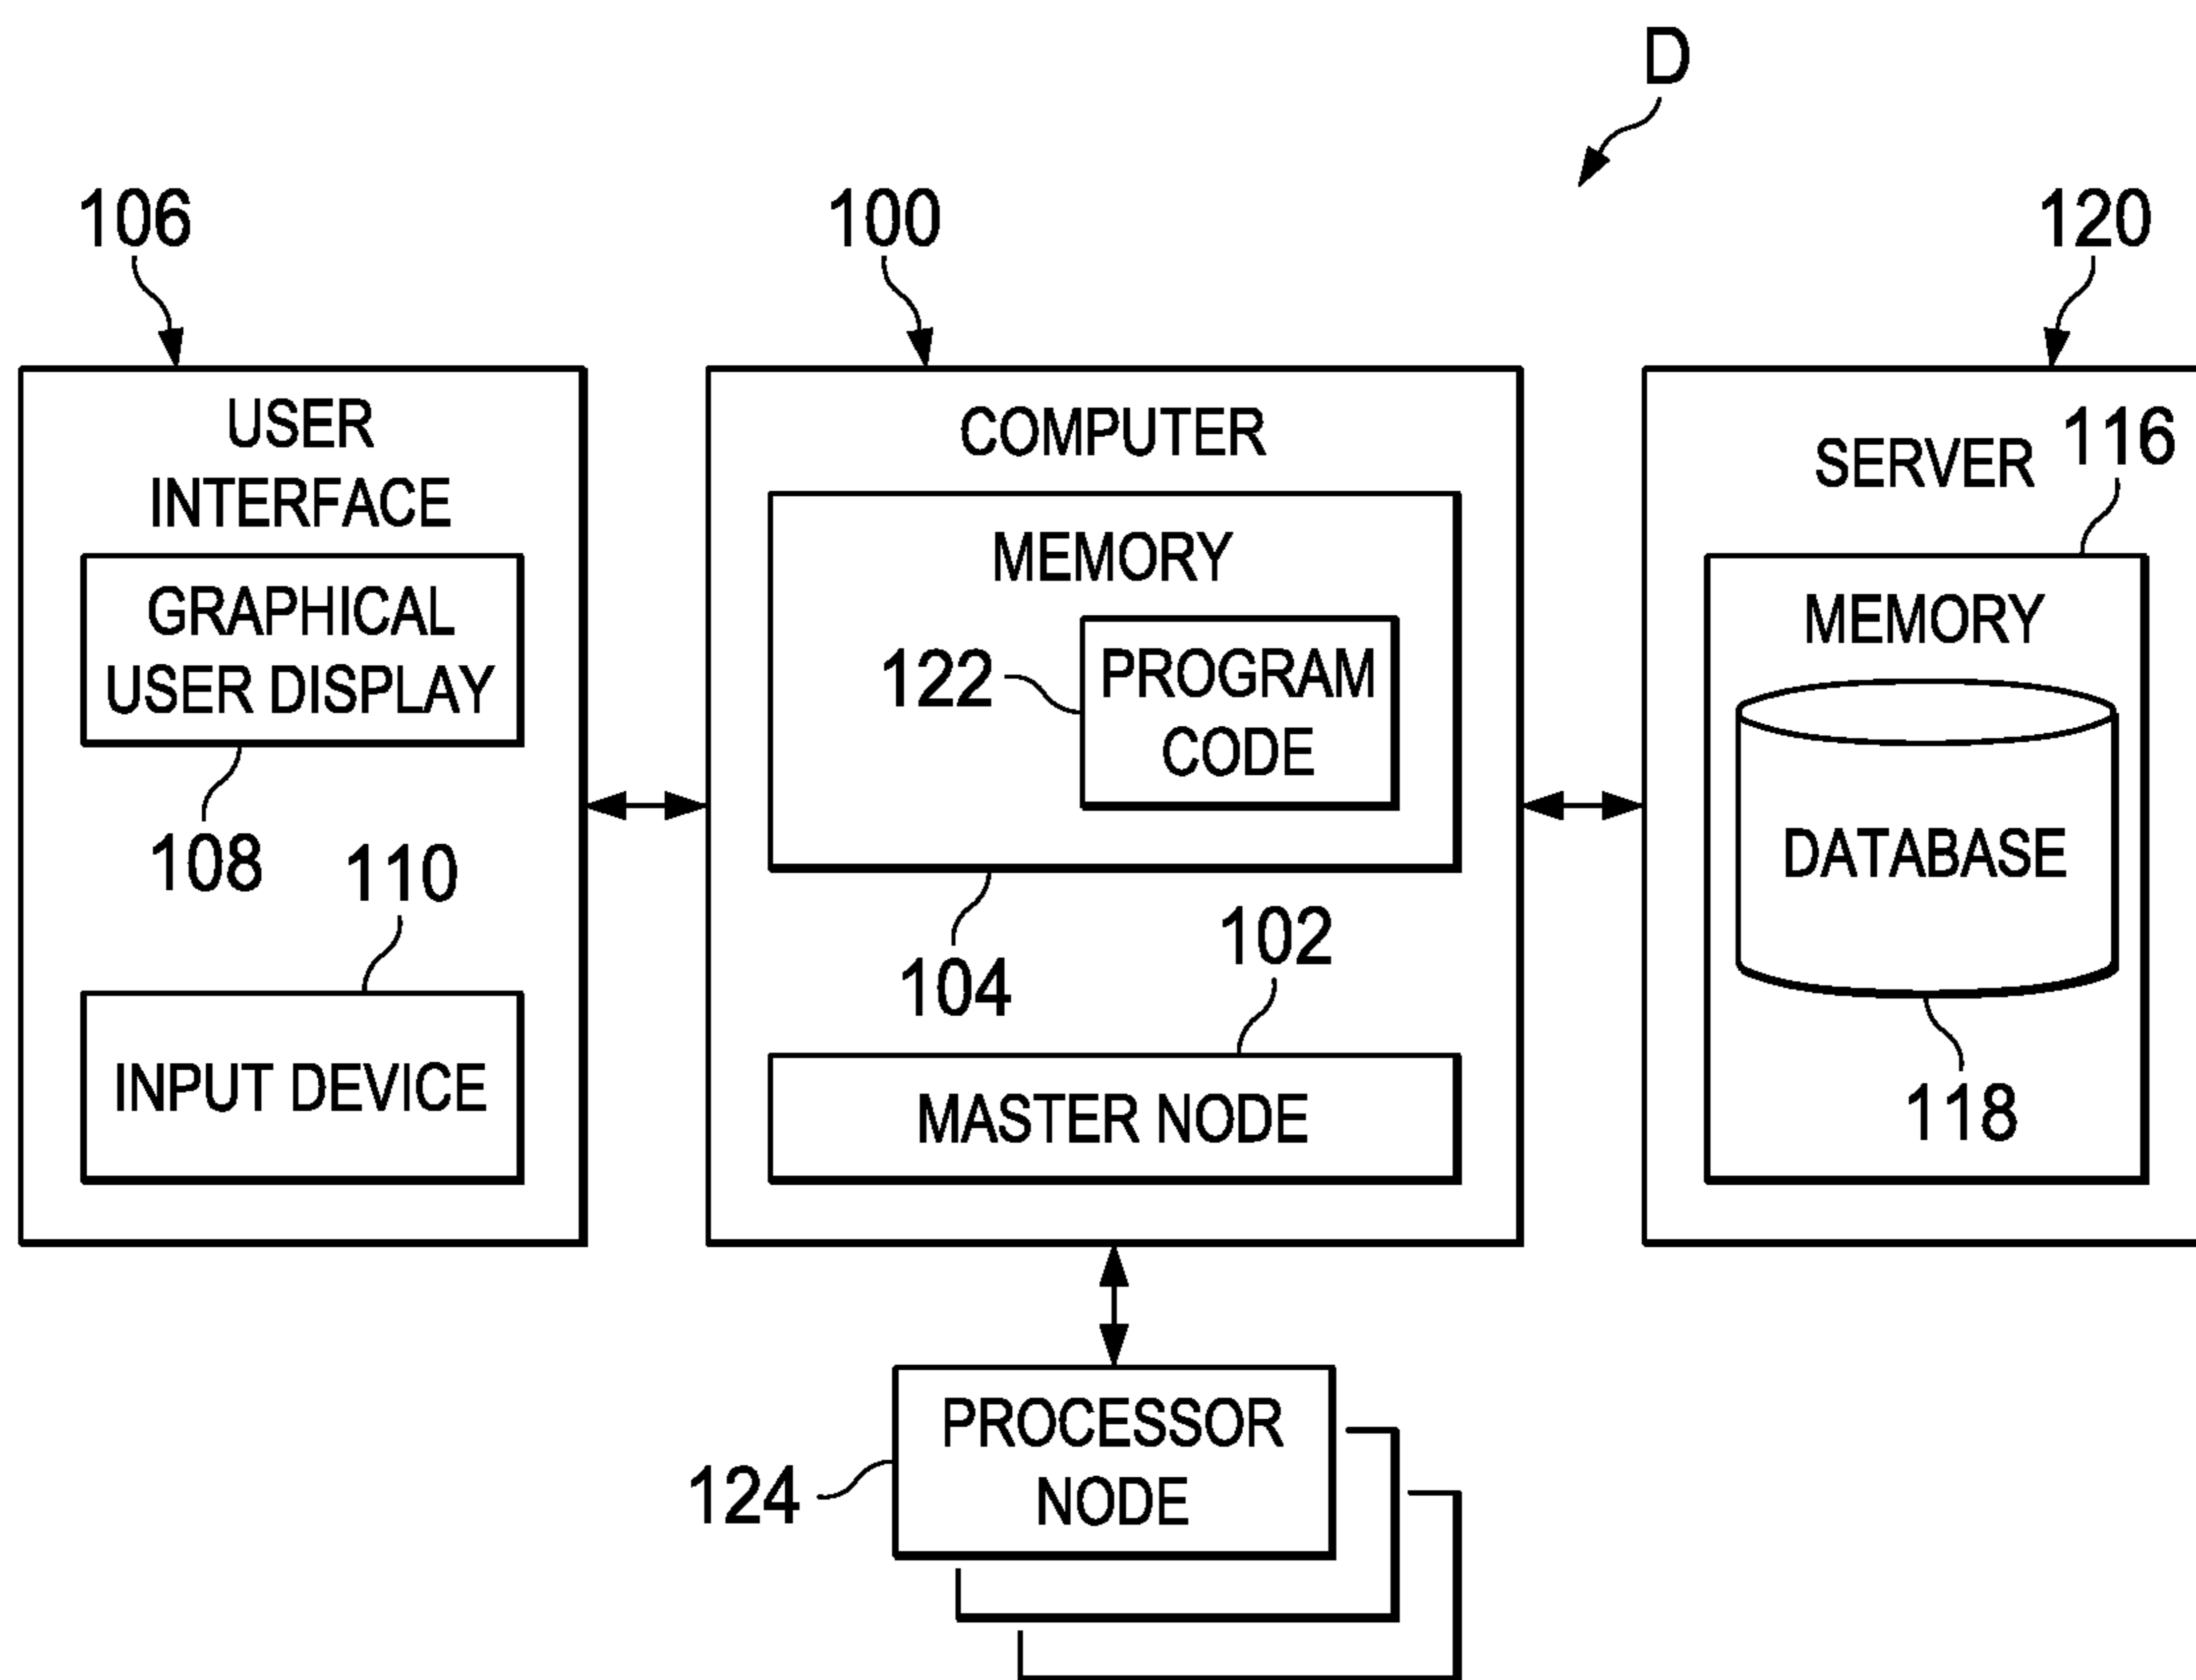 D
106
100
120
USER
INTERFACE
GRAPHICAL
USER DISPLAY
108
110
INPUT DEVICE
COMPUTER
MEMORY
122
PROGRAM
CODE
104
102
MASTER NODE
SERVER
116
MEMORY
DATABASE
118
PROCESSOR
NODE
124